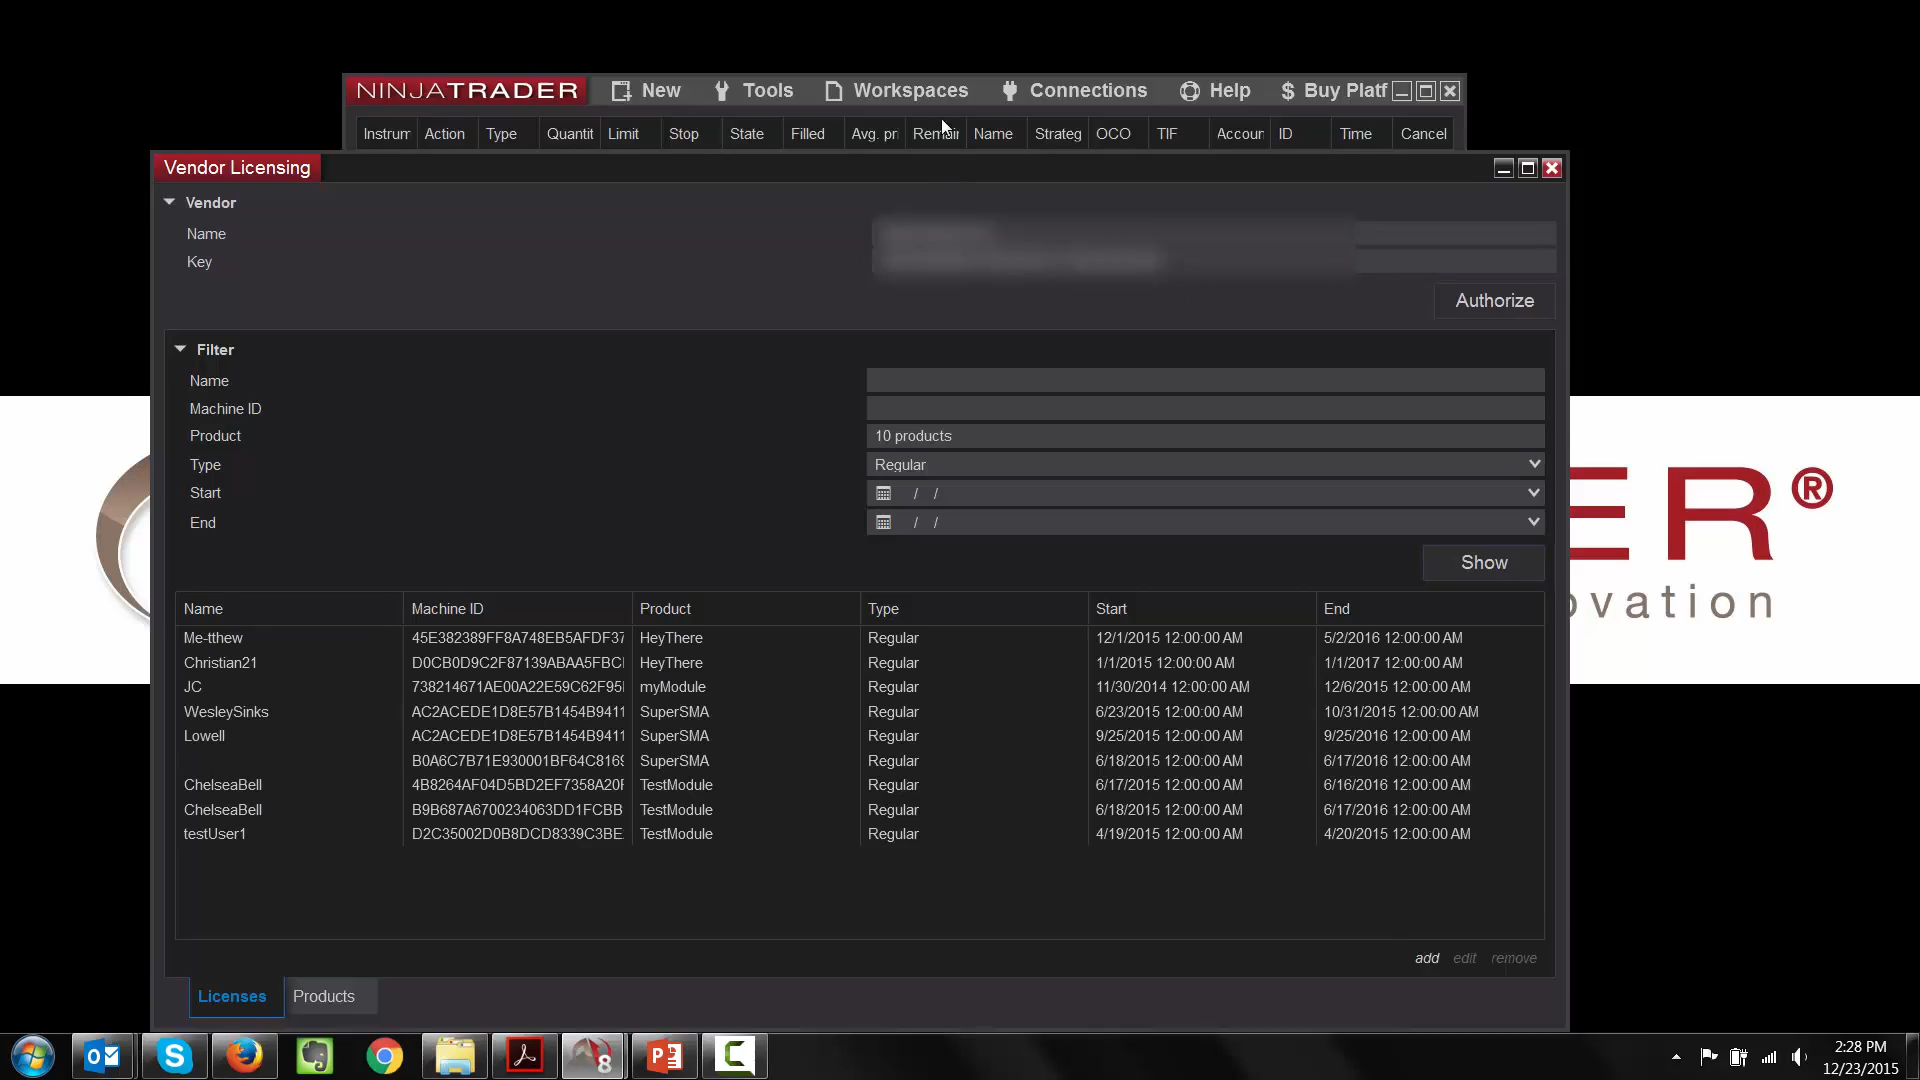 NINJATRADER New Tools Workspaces Connections Help $ Buy Platf
Instrum Action Type Quantit Limit Stop State Filled Avg. pri Remain Name Strateg OCO TIF Accoun ID Time Cancel
Vendor Licensing
Vendor
Name
Key
Authorize
Filter
Name
Machine ID
Product 10 products
Type Regular
Start / /
End / /
Show
Name Machine ID Product Type Start End
Me-tthew 45E382389FF8A748EB5AFDF37 HeyThere Regular 12/1/2015 12:00:00 AM 5/2/2016 12:00:00 AM
Christian21 D0CB0D9C2F87139ABAA5FBC HeyThere Regular 1/1/2015 12:00:00 AM 1/1/2017 12:00:00 AM
JC 738214671AE00A22E59C62F95 myModule Regular 11/30/2014 12:00:00 AM 12/6/2015 12:00:00 AM
WesleySinks AC2ACEDE1D8E57B1454B9411 SuperSMA Regular 6/23/2015 12:00:00 AM 10/31/2015 12:00:00 AM
Lowell AC2ACEDE1D8E57B1454B9411 SuperSMA Regular 9/25/2015 12:00:00 AM 9/25/2016 12:00:00 AM
B0A6C7B71E930001BF64C8169 SuperSMA Regular 6/18/2015 12:00:00 AM 6/17/2016 12:00:00 AM
ChelseaBell 4B8264AF04D5BD2EF7358A20F TestModule Regular 6/17/2015 12:00:00 AM 6/16/2016 12:00:00 AM
ChelseaBell B9B687A6700234063DD1FCBB TestModule Regular 6/18/2015 12:00:00 AM 6/17/2016 12:00:00 AM
testUser1 D2C35002D0B8DCD8339C3BE TestModule Regular 4/19/2015 12:00:00 AM 4/20/2015 12:00:00 AM
add edit remove
Licenses Products
ER®
ovation
2:28 PM
12/23/2015